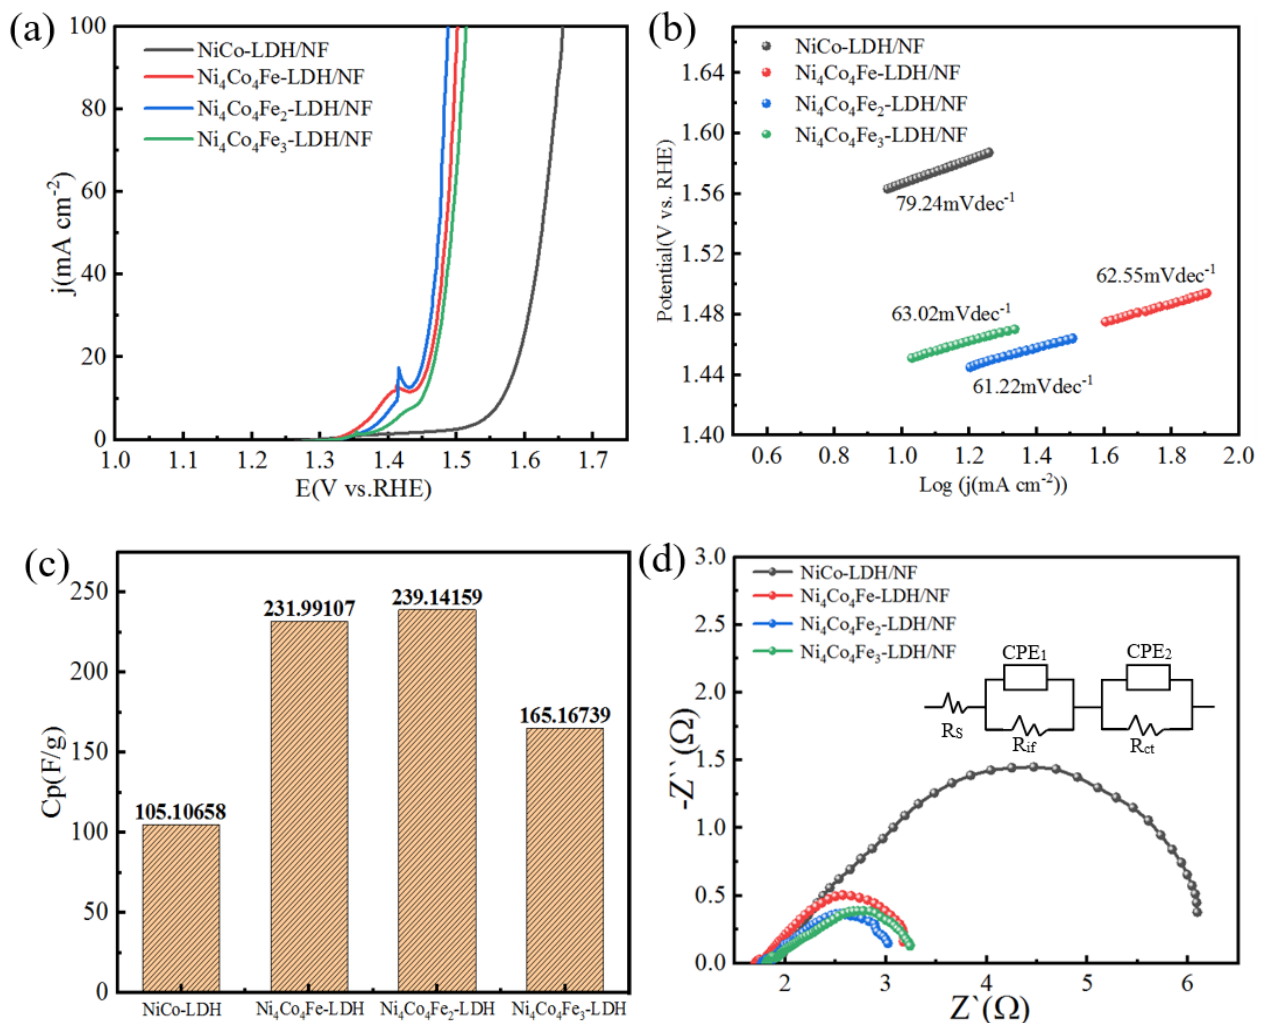 (a)
100
80
60
40
20
0
j(mA cm⁻²)
NiCo-LDH/NF
Ni₄Co₄Fe-LDH/NF
Ni₄Co₄Fe₂-LDH/NF
Ni₄Co₄Fe₃-LDH/NF
1.0 1.1 1.2 1.3 1.4 1.5 1.6 1.7
E(V vs.RHE)
(b)
1.64
1.60
1.56
1.52
1.48
1.44
1.40
Potential(V vs. RHE)
NiCo-LDH/NF
Ni₄Co₄Fe-LDH/NF
Ni₄Co₄Fe₂-LDH/NF
Ni₄Co₄Fe₃-LDH/NF
79.24mVdec⁻¹
62.55mVdec⁻¹
63.02mVdec⁻¹
61.22mVdec⁻¹
0.6 0.8 1.0 1.2 1.4 1.6 1.8 2.0
Log (j(mA cm⁻²))
(c)
250
200
150
100
50
0
Cp(F/g)
105.10658
231.99107
239.14159
165.16739
NiCo-LDH Ni₄Co₄Fe-LDH Ni₄Co₄Fe₂-LDH Ni₄Co₄Fe₃-LDH
(d)
3.0
2.5
2.0
1.5
1.0
0.5
0.0
-Z``(Ω)
NiCo-LDH/NF
Ni₄Co₄Fe-LDH/NF
Ni₄Co₄Fe₂-LDH/NF
Ni₄Co₄Fe₃-LDH/NF
CPE₁ CPE₂
Rs Rif Rct
2 3 4 5 6
Z`(Ω)